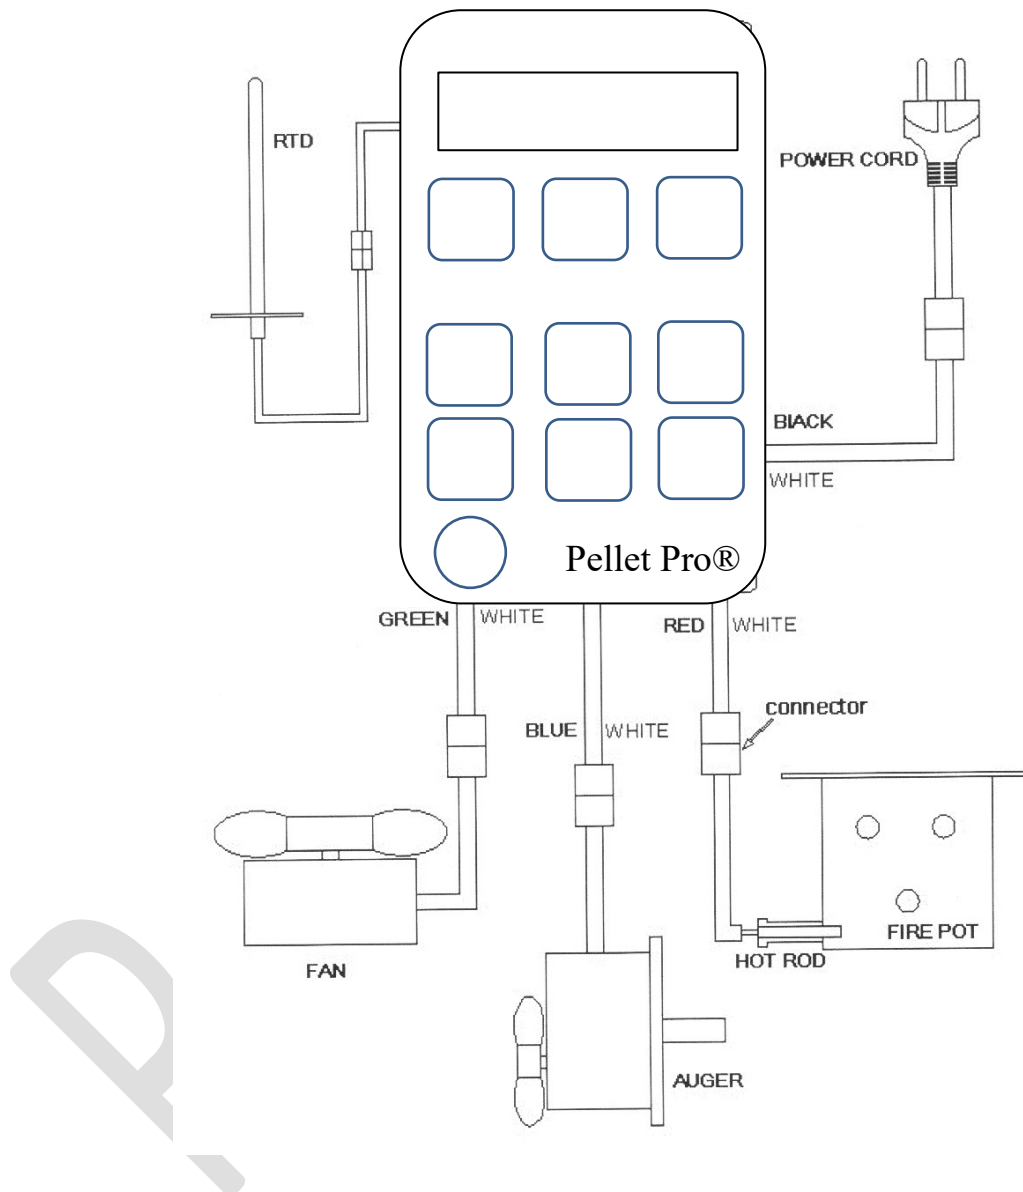 RTD
POWER CORD
BIACK
WHITE
Pellet Pro®
GREEN WHITE
RED WHITE
connector
BLUE WHITE
FIRE POT
HOT ROD
FAN
AUGER